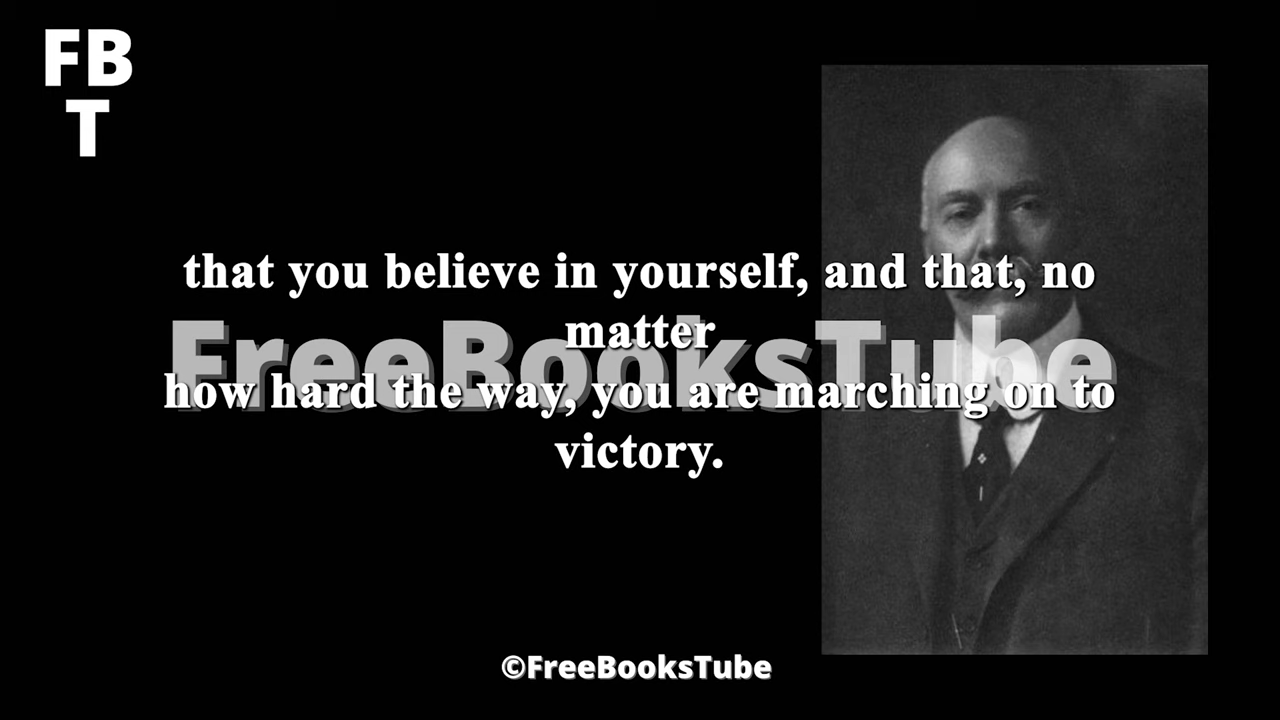 FB
T
that you believe in yourself, and that, no
matter
FreeBooksTube
how hard the way, you are marching on to
victory.
©FreeBooksTube